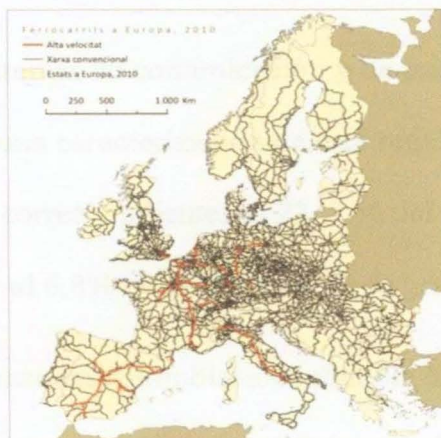 Ferrocarrils a Europa, 2010
Alta velocitat
Xarxa convencional
Estats a Europa, 2010
0 250 500 1.000 Km